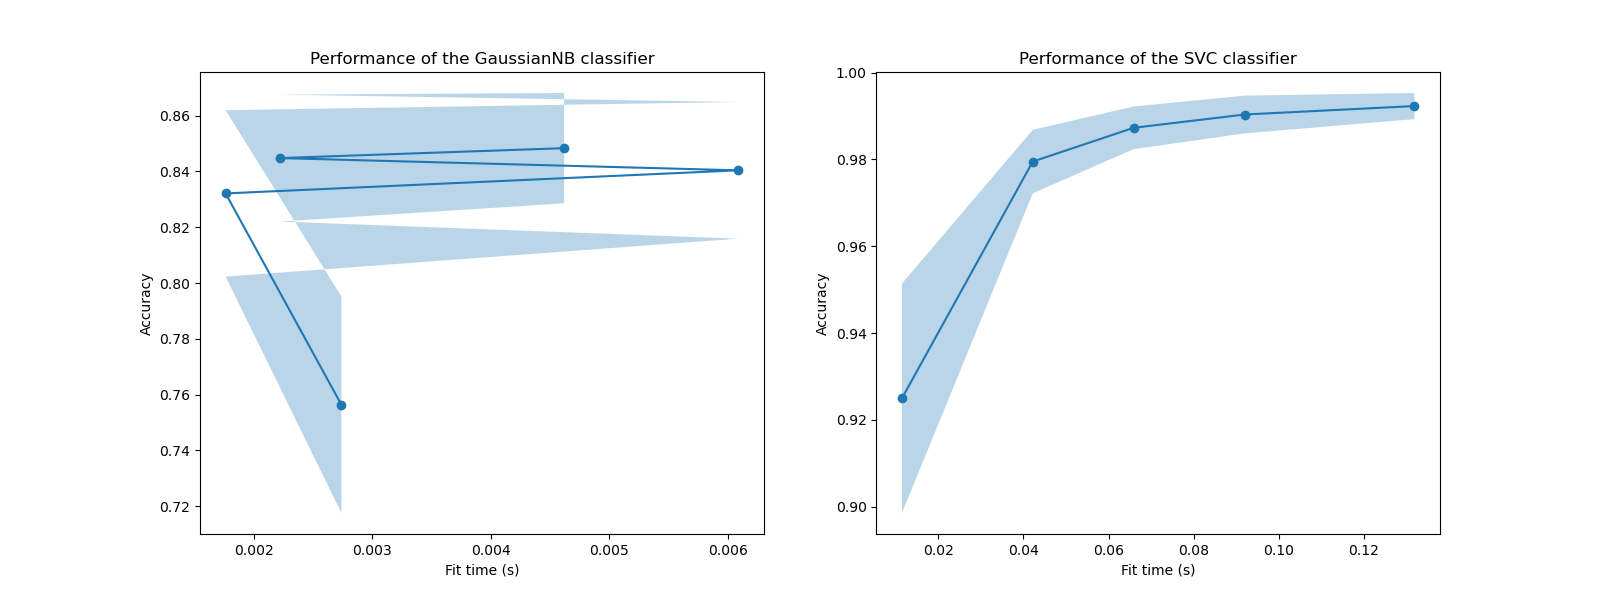 Performance of the GaussianNB classifier
0.86
0.84
0.82
0.80
0.78
0.76
0.74
0.72
Accuracy
0.002 0.003 0.004 0.005 0.006
Fit time (s)
Performance of the SVC classifier
1.00
0.98
0.96
0.94
0.92
0.90
Accuracy
0.02 0.04 0.06 0.08 0.10 0.12
Fit time (s)